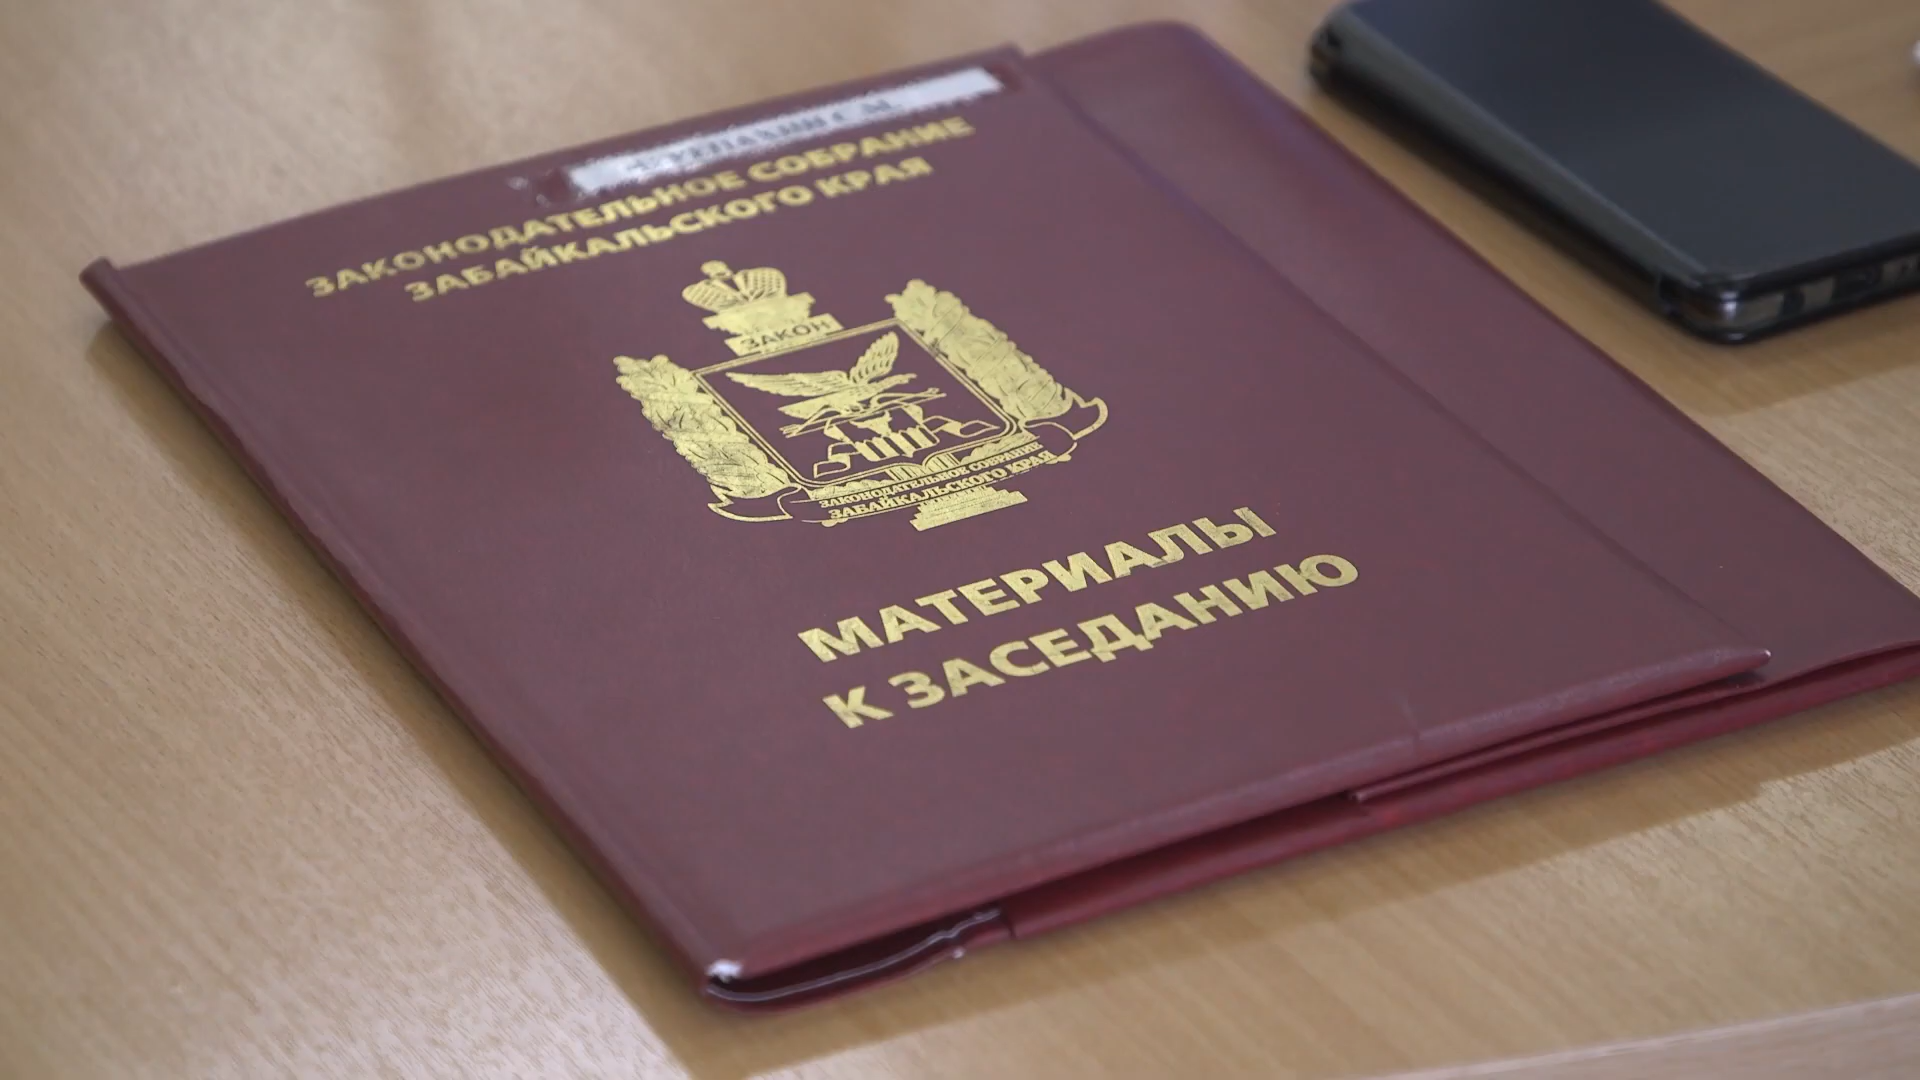 ЗАКОНОДАТЕЛЬНОЕ СОБРАНИЕ
ЗАБАЙКАЛЬСКОГО КРАЯ
ЗАКОН
ЗАКОНОДАТЕЛЬНОЕ СОБРАНИЕ
ЗАБАЙКАЛЬСКОГО КРАЯ
МАТЕРИАЛЫ
К ЗАСЕДАНИЮ